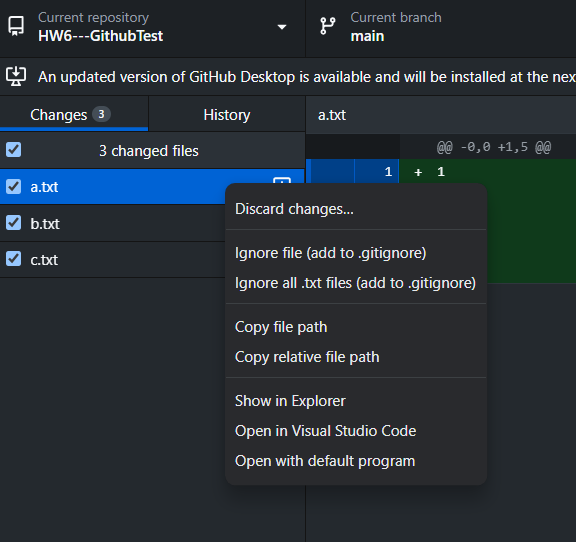 Current repository
HW6---GithubTest
Current branch
main
An updated version of GitHub Desktop is available and will be installed at the nex
Changes 3
History
a.txt
3 changed files
@@ -0,0 +1,5 @@
1 + 1
a.txt
b.txt
c.txt
Discard changes...
Ignore file (add to .gitignore)
Ignore all .txt files (add to .gitignore)
Copy file path
Copy relative file path
Show in Explorer
Open in Visual Studio Code
Open with default program